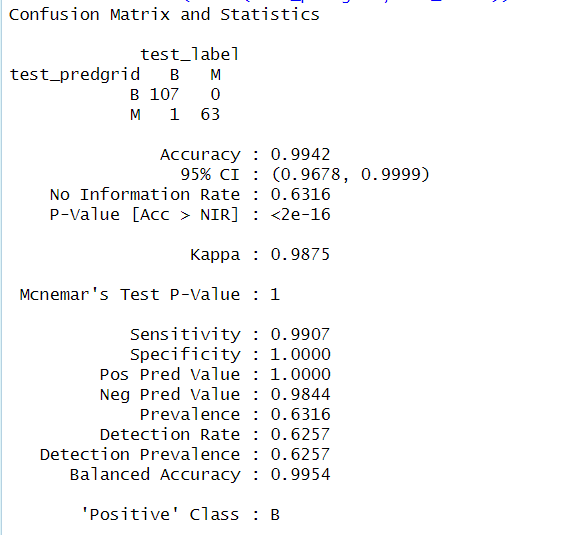 Confusion Matrix and Statistics
test_label
test_predgrid B M
B 107 0
M 1 63
Accuracy : 0.9942
95% CI : (0.9678, 0.9999)
No Information Rate : 0.6316
P-Value [Acc > NIR] : <2e-16
Kappa : 0.9875
Mcnemar's Test P-Value : 1
Sensitivity : 0.9907
Specificity : 1.0000
Pos Pred Value : 1.0000
Neg Pred Value : 0.9844
Prevalence : 0.6316
Detection Rate : 0.6257
Detection Prevalence : 0.6257
Balanced Accuracy : 0.9954
'Positive' Class : B